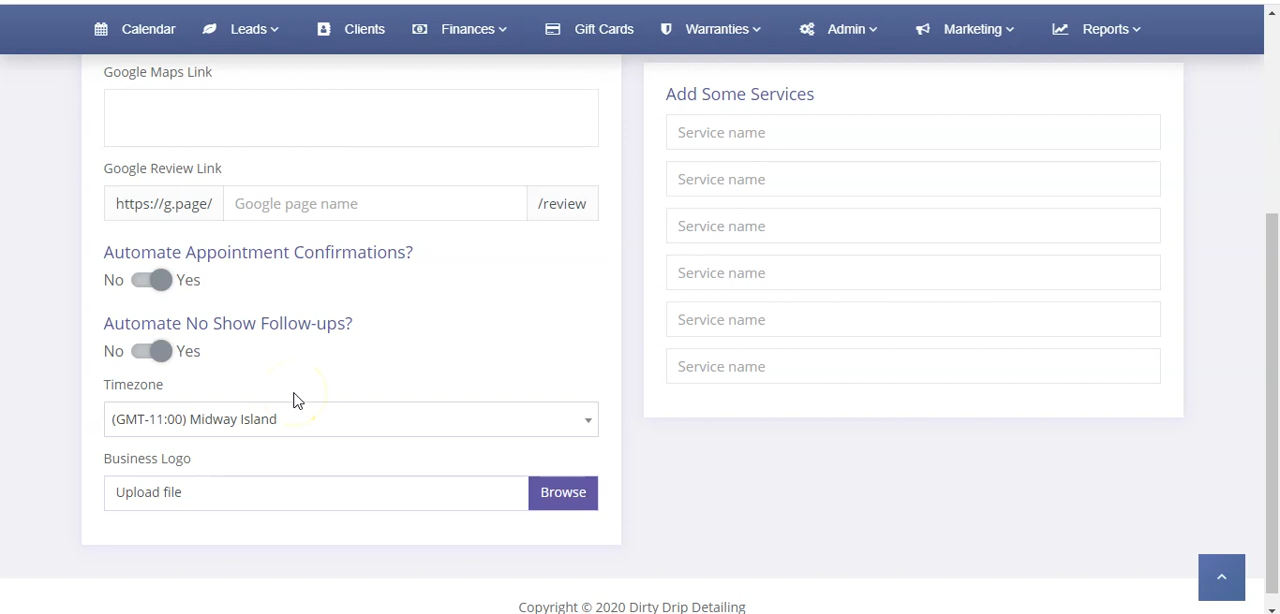 Calendar Leads Clients Finances Gift Cards Warranties Admin Marketing Reports
Google Maps Link
Google Review Link
https://g.page/ Google page name /review
Automate Appointment Confirmations?
No Yes
Automate No Show Follow-ups?
No Yes
Timezone
(GMT-11:00) Midway Island
Business Logo
Upload file Browse
Add Some Services
Service name
Service name
Service name
Service name
Service name
Service name
Copyright © 2020 Dirty Drip Detailing